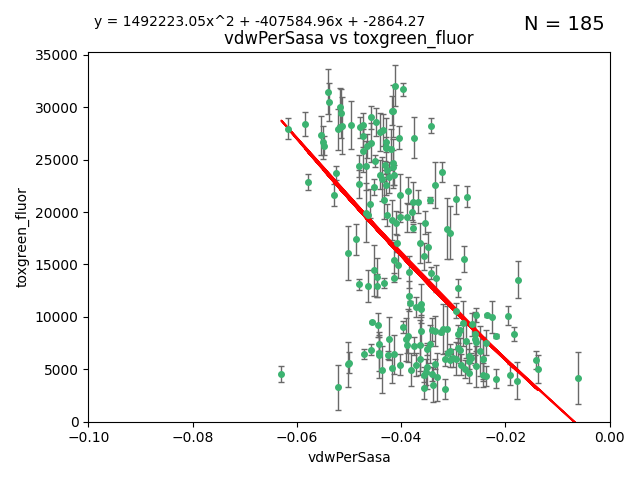 y = 1492223.05x^2 + -407584.96x + -2864.27
N = 185
vdwPerSasa vs toxgreen_fluor
35000
30000
25000
20000
15000
10000
5000
0
toxgreen_fluor
−0.10
−0.08
−0.06
−0.04
−0.02
0.00
vdwPerSasa